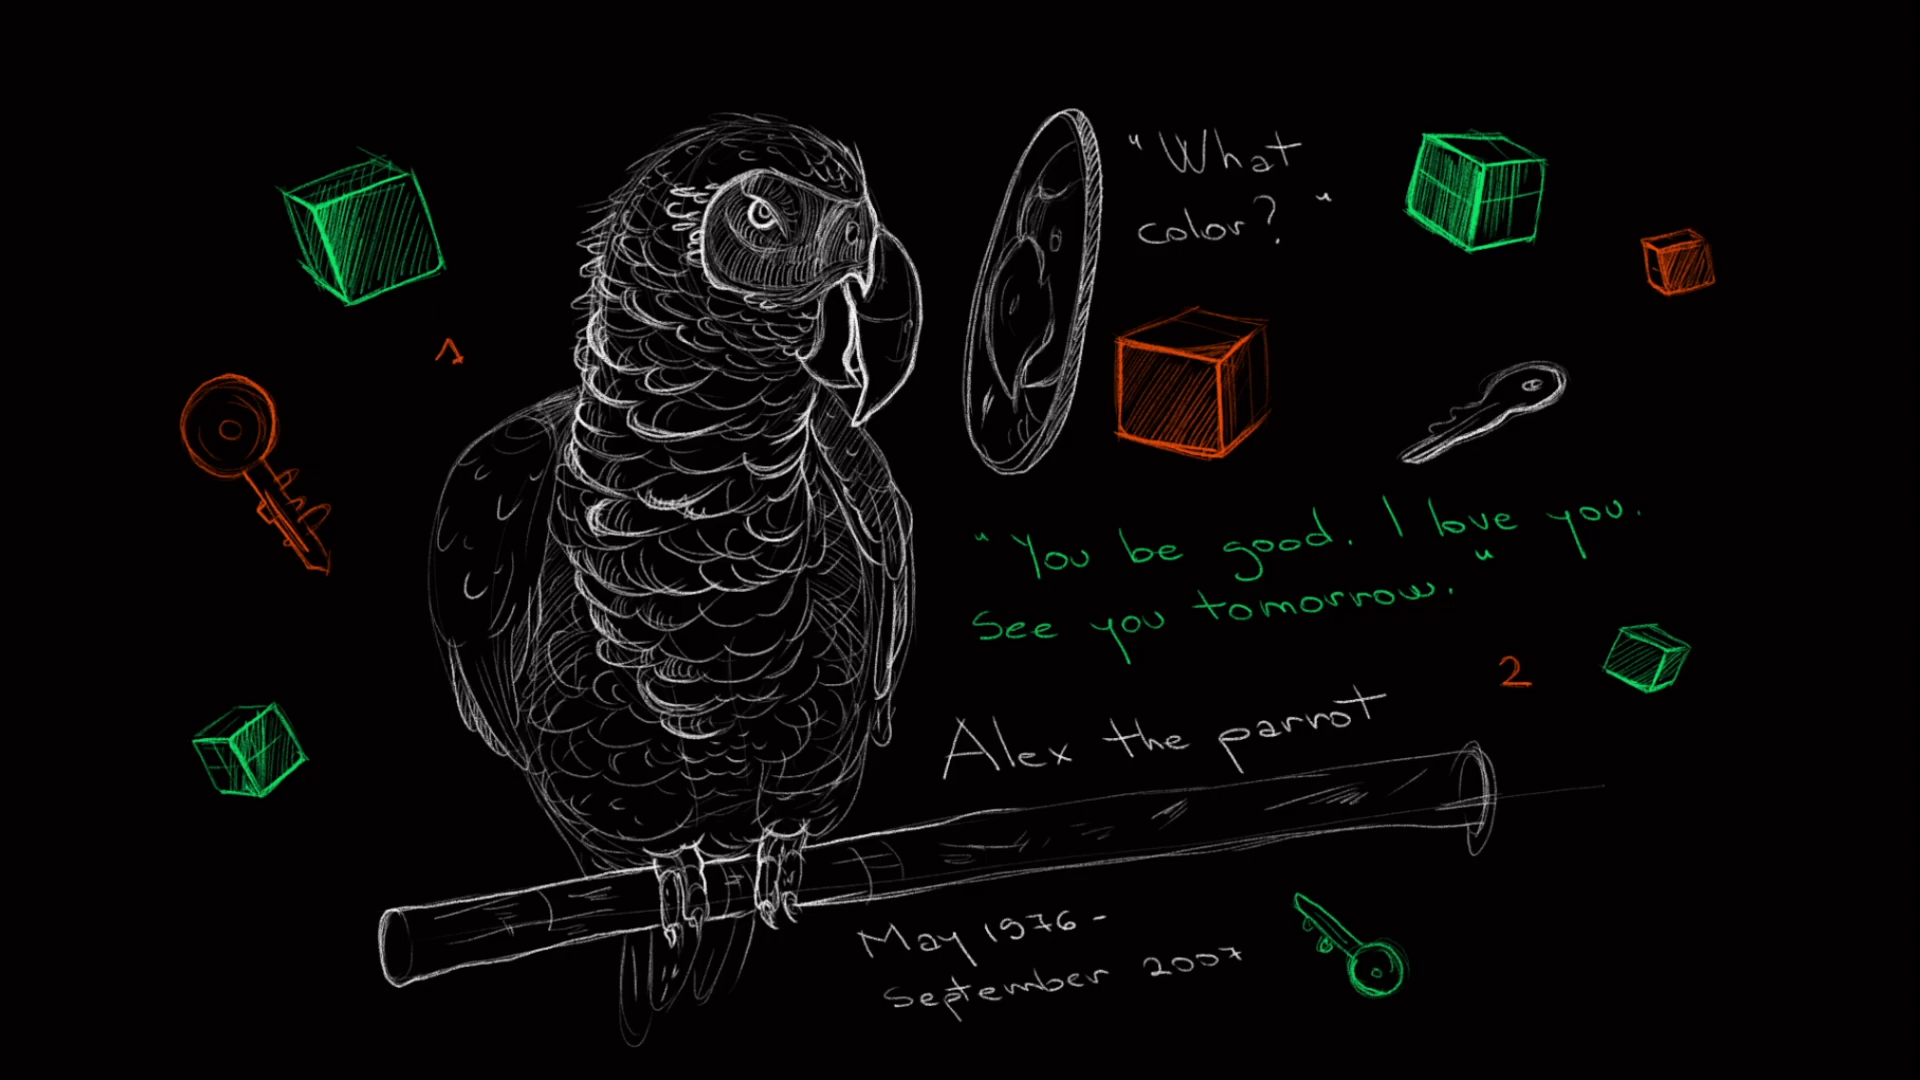 "What
color?"
1
"You be good. I love you.
See you tomorrow."
2
Alex the parrot
May 1976 -
September 2007